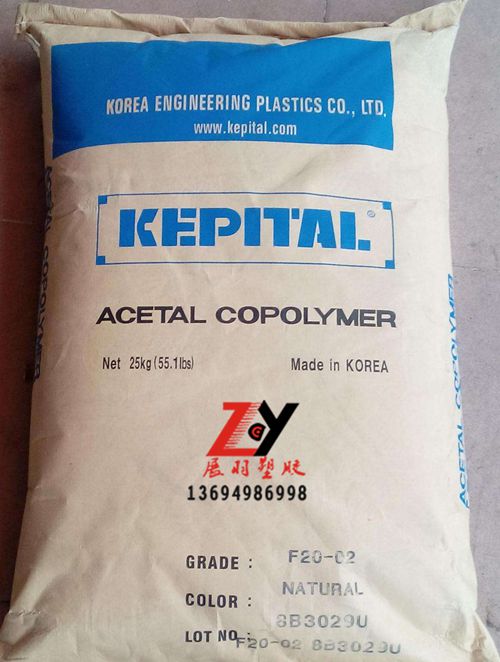 KOREA ENGINEERING PLASTICS CO., LTD.
www.kepital.com
KEPITAL®
ACETAL COPOLYMER
Net 25kg (55.1lbs)
Made in KOREA
ZY
展羽塑胶
13694986998
GRADE : F20-02
COLOR : NATURAL
8B3029U
LOT NO : F20-02 8B3029U
ACETAL COPOLYMER